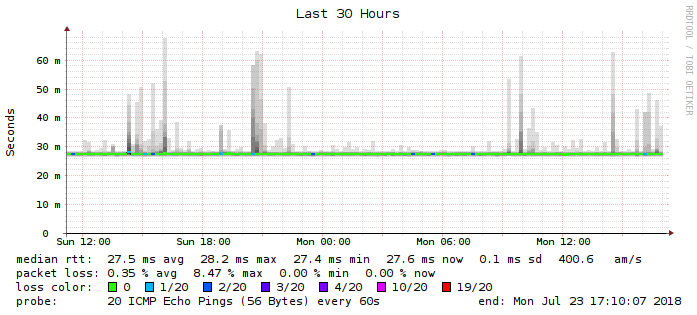 Last 30 Hours
RRDTOOL / TOBI OETIKER
Seconds
60 m
50 m
40 m
30 m
20 m
10 m
0
Sun 12:00 Sun 18:00 Mon 00:00 Mon 06:00 Mon 12:00
median rtt: 27.5 ms avg 28.2 ms max 27.4 ms min 27.6 ms now 0.1 ms sd 400.6 am/s
packet loss: 0.35 % avg 8.47 % max 0.00 % min 0.00 % now
loss color: 0 1/20 2/20 3/20 4/20 10/20 19/20
probe: 20 ICMP Echo Pings (56 Bytes) every 60s end: Mon Jul 23 17:10:07 2018